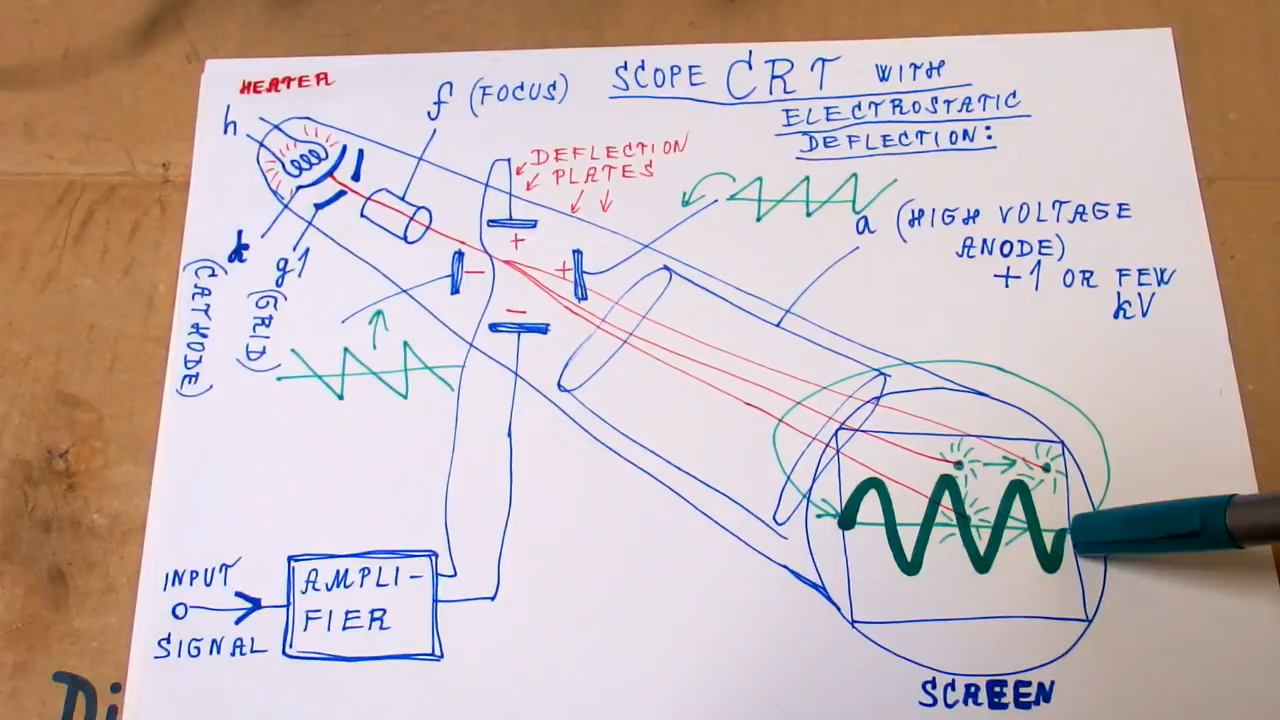 HEATER
h
f (FOCUS)
SCOPE CRT WITH
ELECTROSTATIC
DEFLECTION:
DEFLECTION
PLATES
a (HIGH VOLTAGE
ANODE)
+1 OR FEW
kV
k
(CATHODE)
g1
(GRID)
+
−
+
−
INPUT
SIGNAL
AMPLI-
FIER
SCREEN
Di